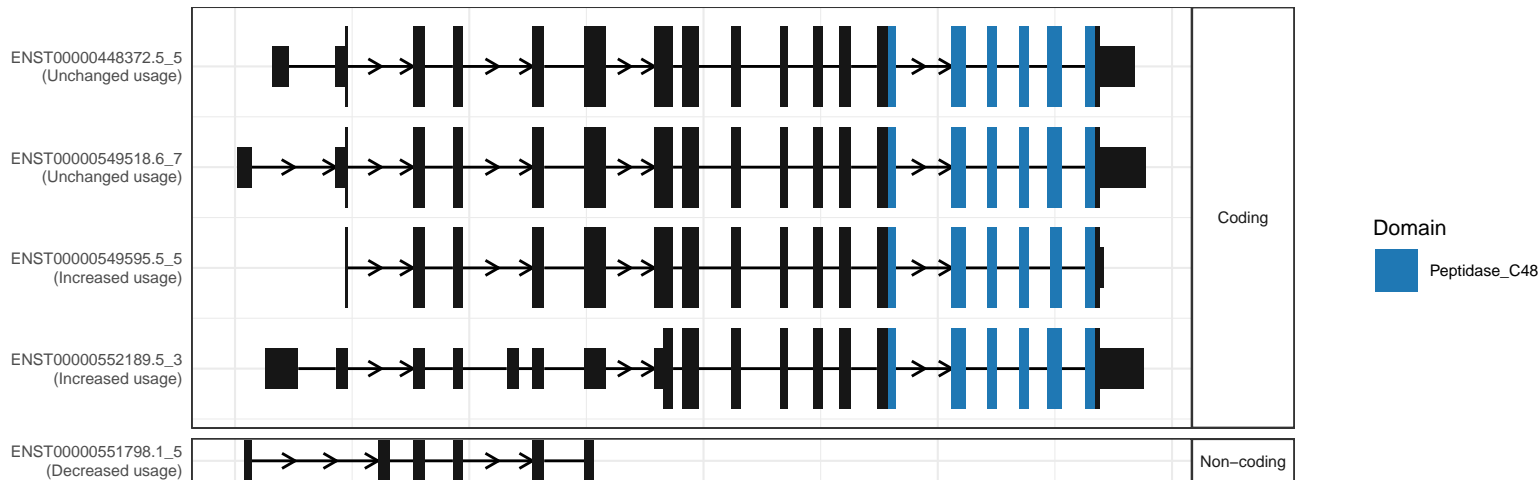 ENST00000448372.5_5
(Unchanged usage)
ENST00000549518.6_7
(Unchanged usage)
ENST00000549595.5_5
(Increased usage)
ENST00000552189.5_3
(Increased usage)
ENST00000551798.1_5
(Decreased usage)
Coding
Non−coding
Domain
Peptidase_C48